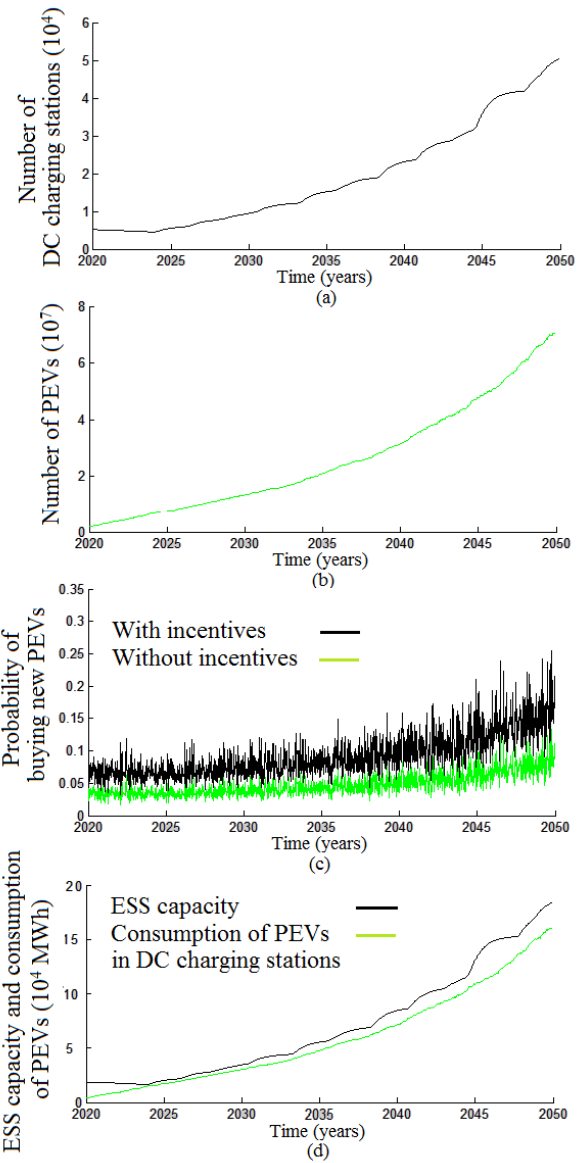 Number of
DC charging stations (10⁴)
6
5
4
3
2
1
0
2020 2025 2030 2035 2040 2045 2050
Time (years)
(a)
Number of PEVs (10⁷)
8
6
4
2
0
2020 2025 2030 2035 2040 2045 2050
Time (years)
(b)
Probability of
buying new PEVs
0.35
0.3
0.25
0.2
0.15
0.1
0.05
0
With incentives
Without incentives
2020 2025 2030 2035 2040 2045 2050
Time (years)
(c)
ESS capacity and consumption
of PEVs (10⁴ MWh)
20
15
10
5
0
ESS capacity
Consumption of PEVs
in DC charging stations
2020 2025 2030 2035 2040 2045 2050
Time (years)
(d)